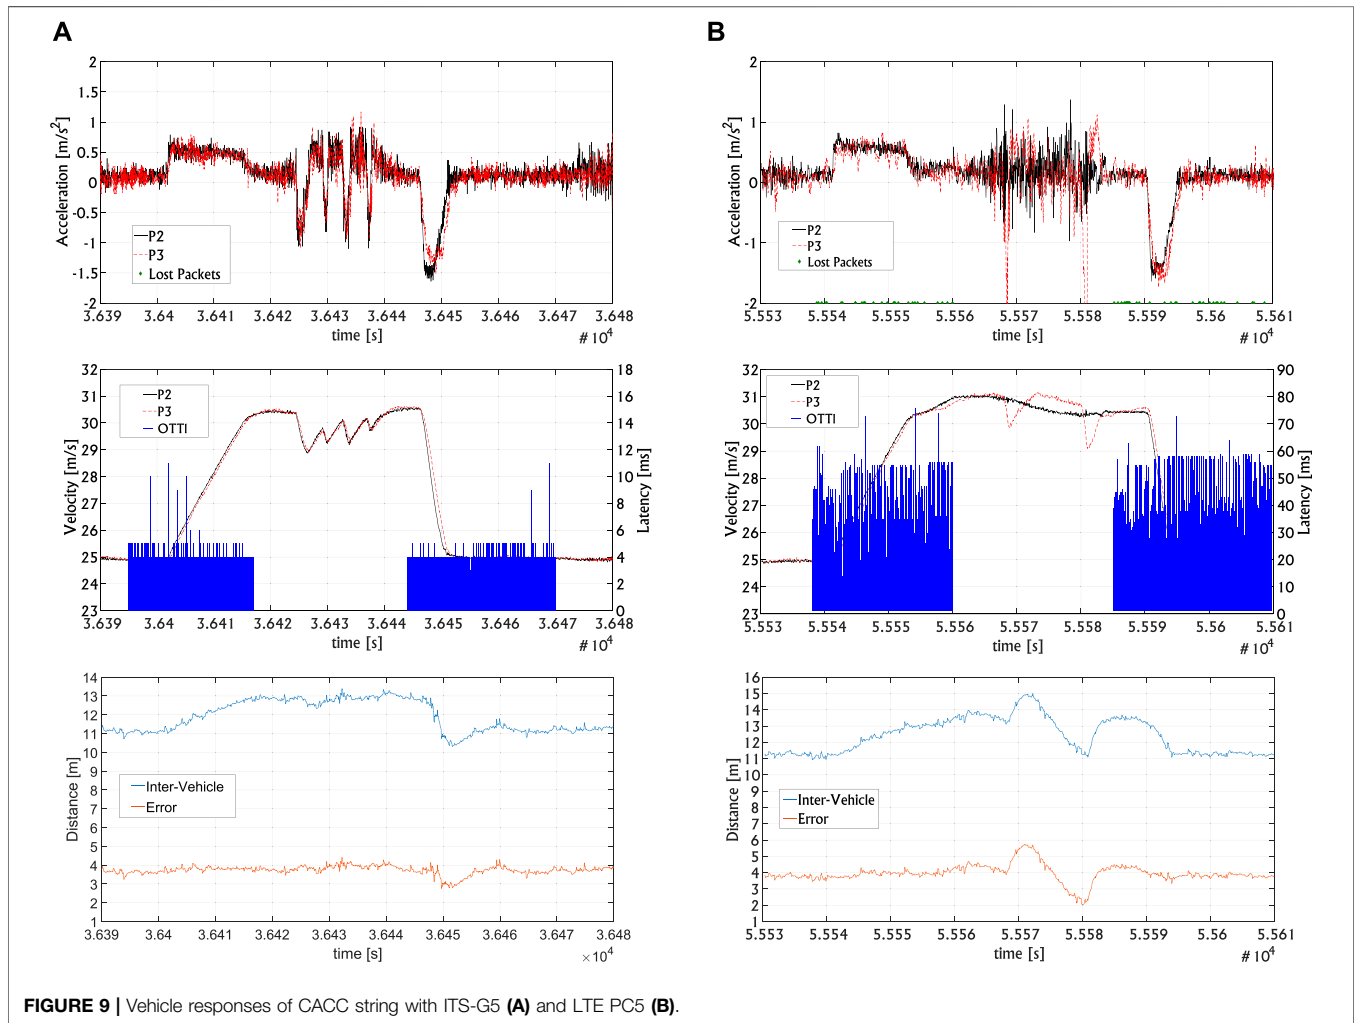 A
B
2
1.5
1
0.5
0
-0.5
-1
-1.5
-2
Acceleration [m/s2]
P2
P3
Lost Packets
3.639 3.64 3.641 3.642 3.643 3.644 3.645 3.646 3.647 3.648
time [s]
# 10^4
2
1
0
-1
-2
Acceleration [m/s2]
P2
P3
Lost Packets
5.553 5.554 5.555 5.556 5.557 5.558 5.559 5.56 5.561
time [s]
# 10^4
32
31
30
29
28
27
26
25
24
23
Velocity [m/s]
P2
P3
OTTI
18
16
14
12
10
8
6
4
2
0
Latency [ms]
3.639 3.64 3.641 3.642 3.643 3.644 3.645 3.646 3.647 3.648
time [s]
# 10^4
32
31
30
29
28
27
26
25
24
23
Velocity [m/s]
P2
P3
OTTI
90
80
70
60
50
40
30
20
10
0
Latency [ms]
5.553 5.554 5.555 5.556 5.557 5.558 5.559 5.56 5.561
time [s]
# 10^4
14
13
12
11
10
9
8
7
6
5
4
3
2
1
Distance [m]
Inter-Vehicle
Error
3.639 3.64 3.641 3.642 3.643 3.644 3.645 3.646 3.647 3.648
time [s]
×10^4
16
15
14
13
12
11
10
9
8
7
6
5
4
3
2
1
Distance [m]
Inter-Vehicle
Error
5.553 5.554 5.555 5.556 5.557 5.558 5.559 5.56 5.561
time [s]
# 10^4
FIGURE 9 | Vehicle responses of CACC string with ITS-G5 (A) and LTE PC5 (B).